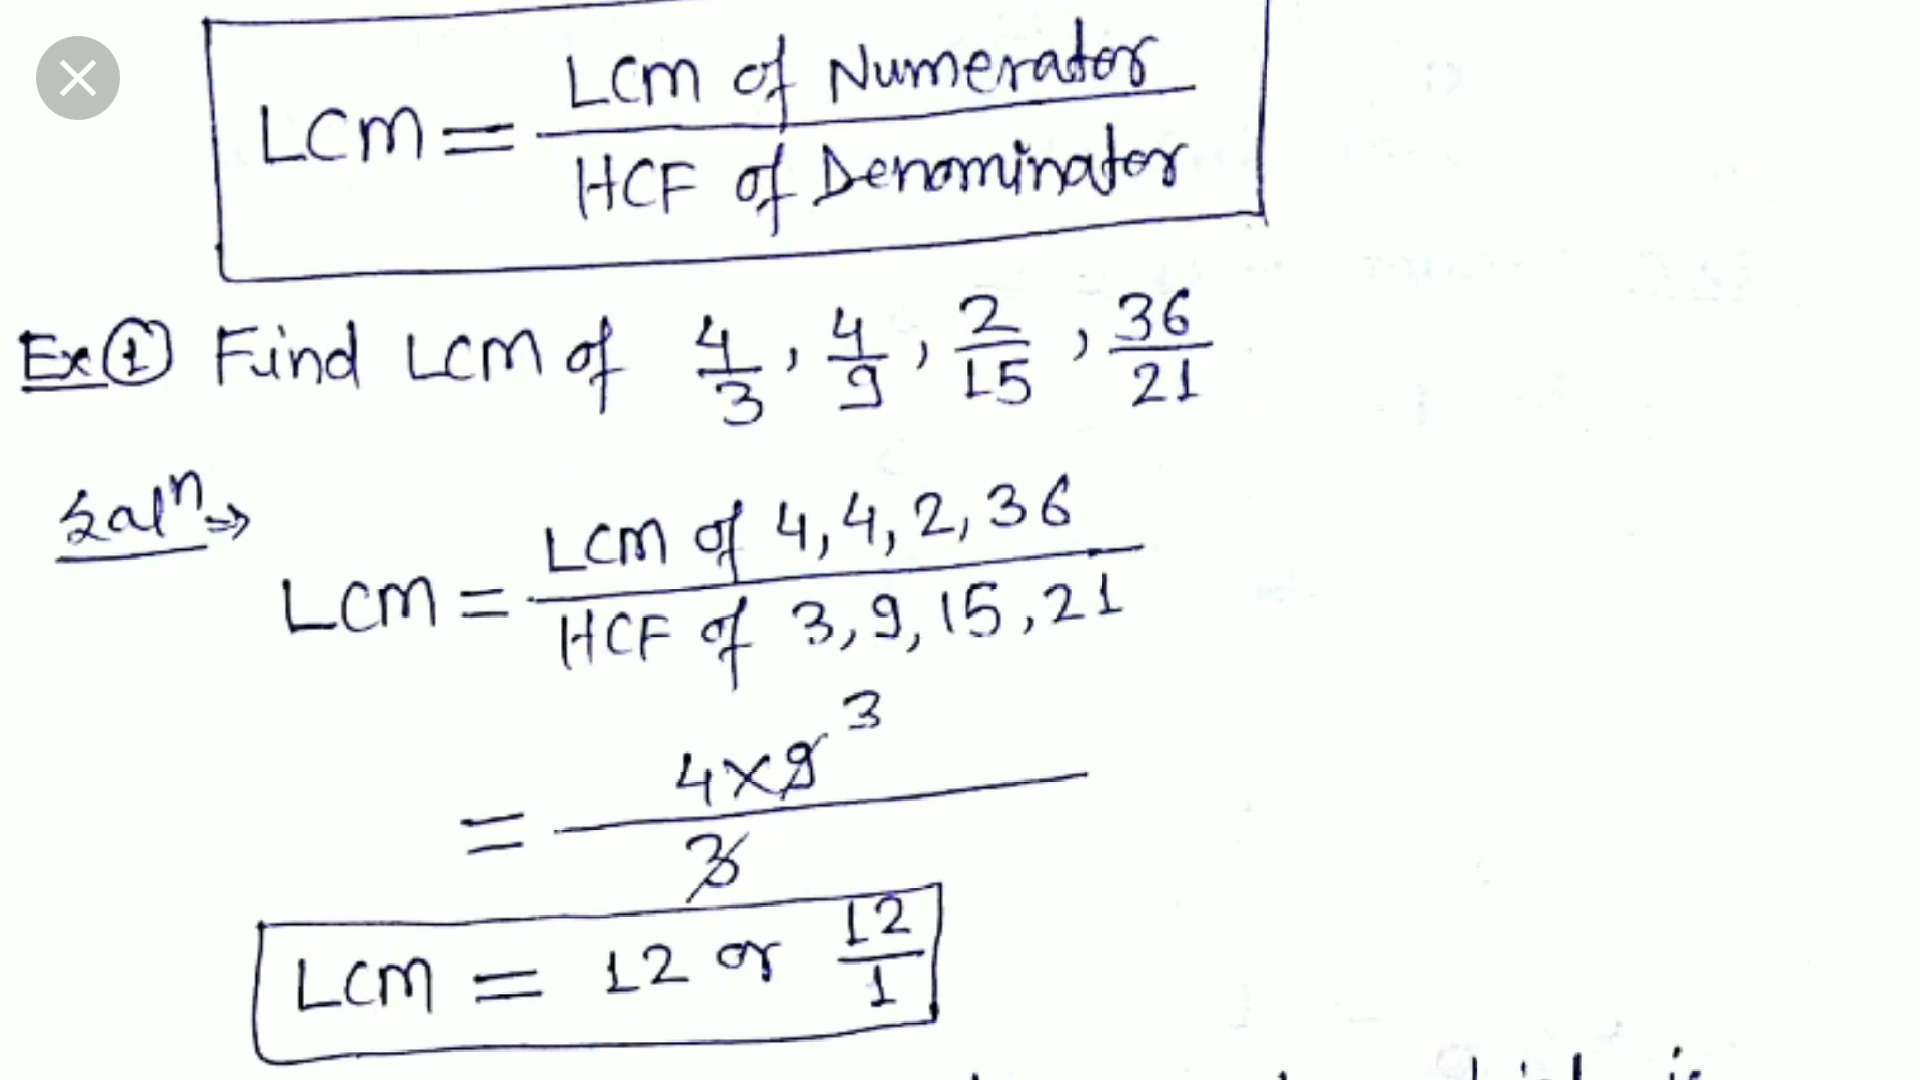 LCM = LCM of Numerator / HCF of Denominator
Ex ① Find LCM of 4/3, 4/9, 2/15, 36/21
Solⁿ ⇒
LCM = LCM of 4, 4, 2, 36 / HCF of 3, 9, 15, 21
= 4×9 3 / 3
LCM = 12 or 12/1